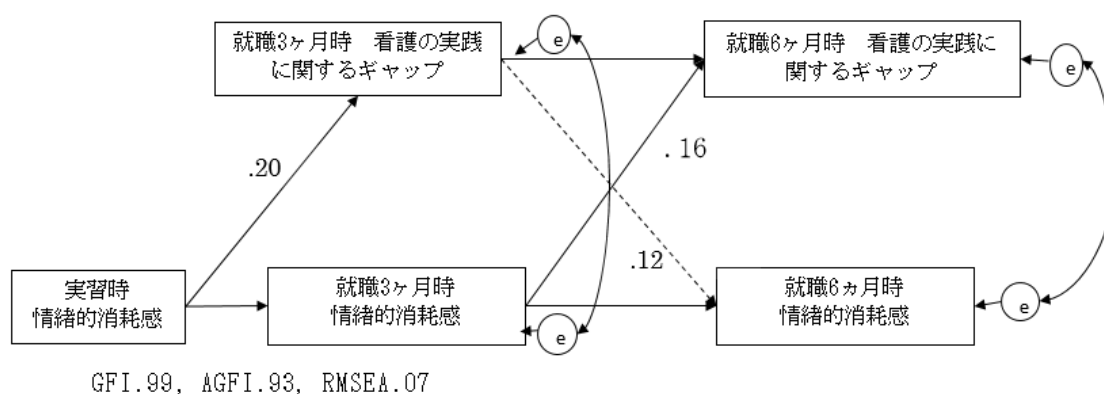 就職3ヶ月時　看護の実践
に関するギャップ
e
就職6ヶ月時　看護の実践に
関するギャップ
e
.20
.16
.12
実習時
情緒的消耗感
就職3ヶ月時
情緒的消耗感
e
就職6ヵ月時
情緒的消耗感
e
GFI.99, AGFI.93, RMSEA.07